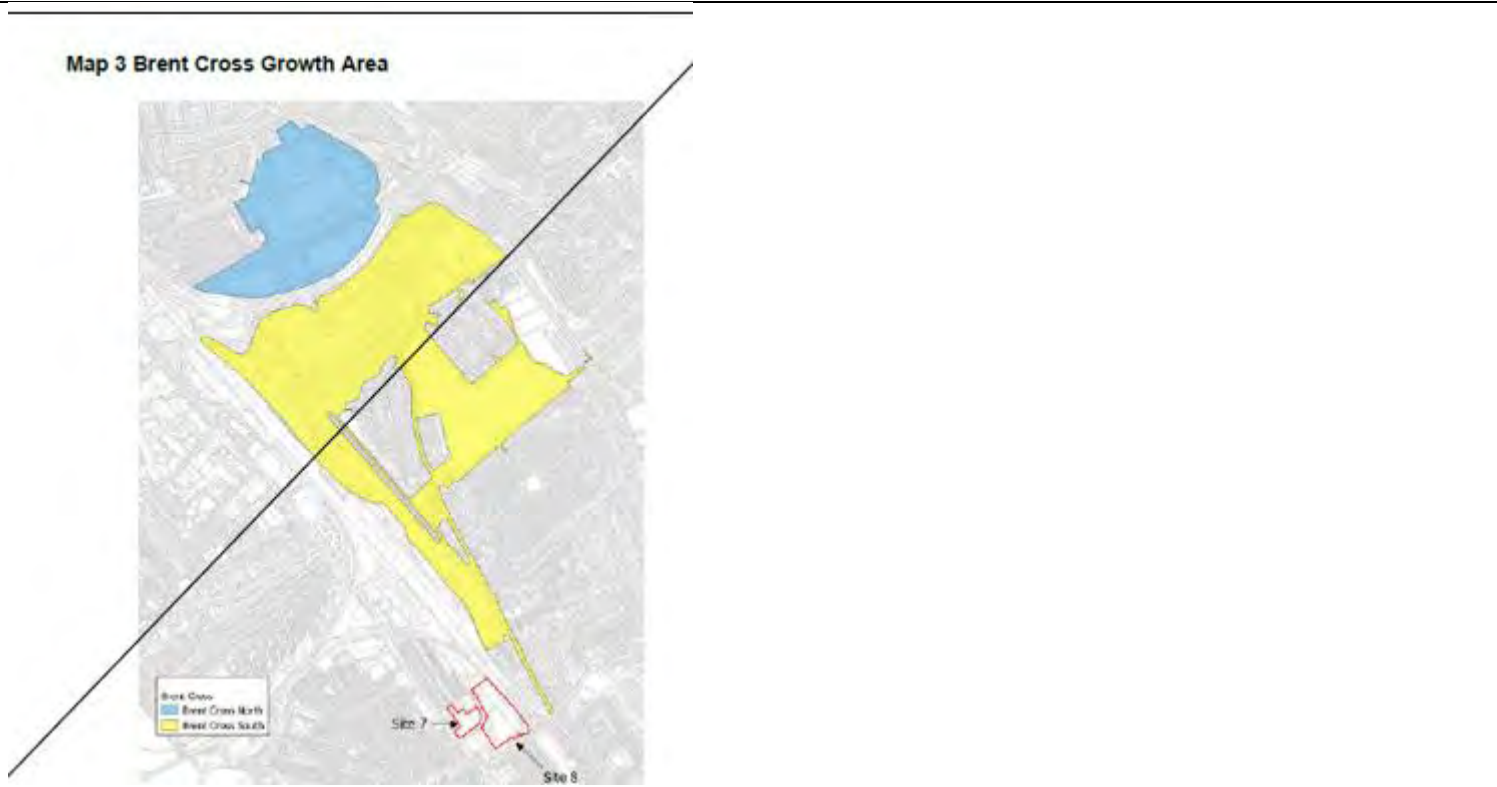 Map 3 Brent Cross Growth Area
Brent Cross
Brent Cross North
Brent Cross South
Site 7
Site 8